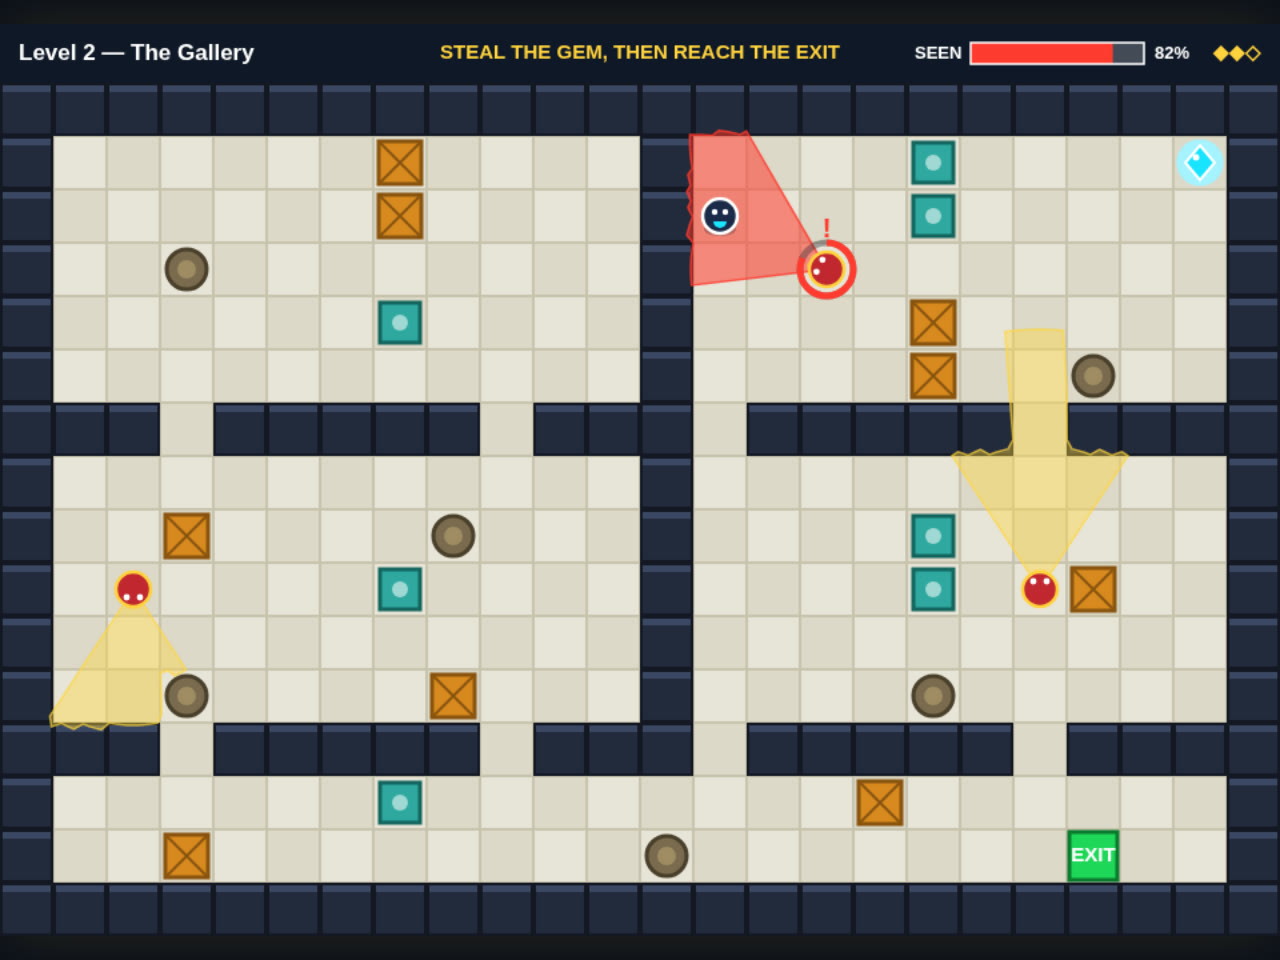 Level 2 — The Gallery
STEAL THE GEM, THEN REACH THE EXIT
SEEN 82%
!
EXIT